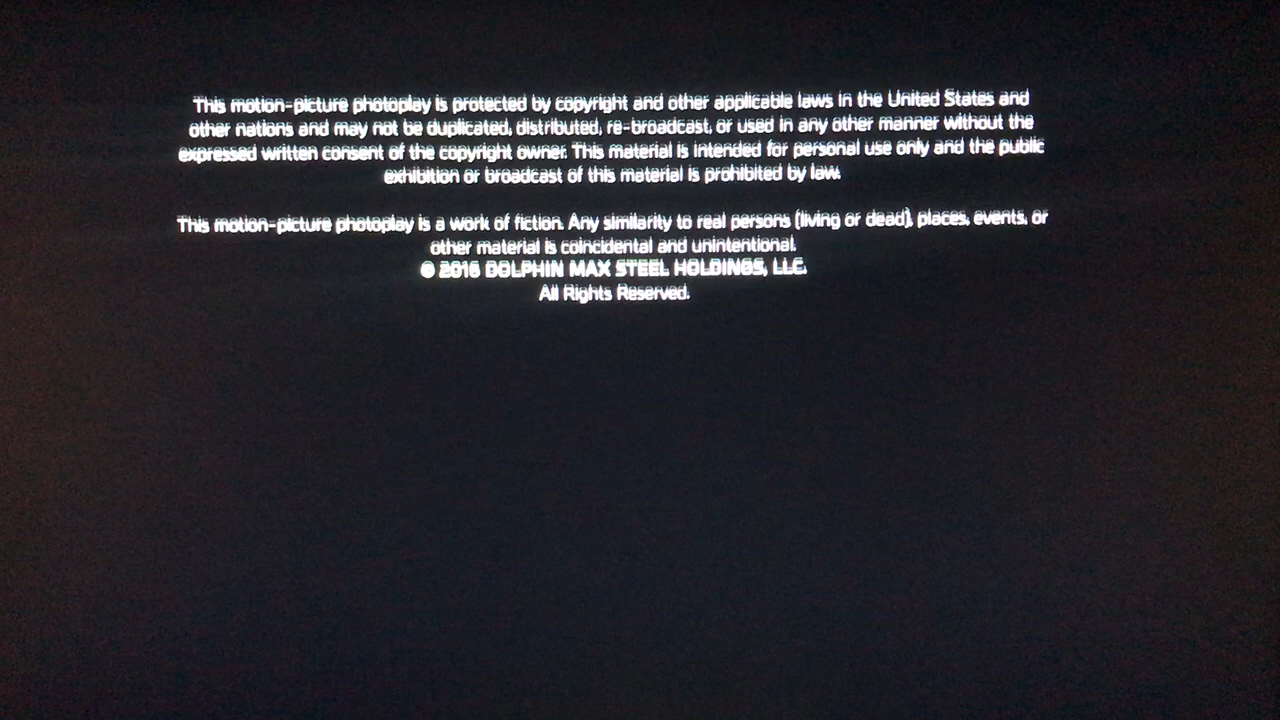 This motion-picture photoplay is protected by copyright and other applicable laws in the United States and
other nations and may not be duplicated, distributed, re-broadcast, or used in any other manner without the
expressed written consent of the copyright owner. This material is intended for personal use only and the public
exhibition or broadcast of this material is prohibited by law.
This motion-picture photoplay is a work of fiction. Any similarity to real persons (living or dead), places, events, or
other material is coincidental and unintentional.
© 2016 DOLPHIN MAX STEEL HOLDINGS, LLC.
All Rights Reserved.